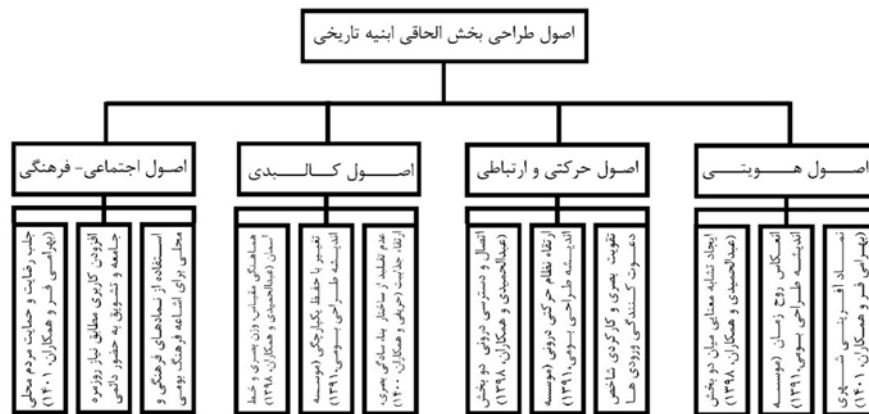 اصول طراحی بخش الحاقی ابنیه تاریخی
اصول هویتی
اصول حرکتی و ارتباطی
اصول کالبدی
اصول اجتماعی- فرهنگی
نماد آفرینی شهری
(بهرامی فر و همکاران، ۱۴۰۱)
انعکاس روح زمان (موسسه
اندیشه طراحی بومی، ۱۳۹۱)
ایجاد تشابه معنایی میان دو بخش
(عبدالحمیدی و همکاران، ۱۳۹۸)
تقویت بصری و کارکردی شاخص
دعوت کنندگی ورودی ها
ارتقاء نظام حرکتی درونی (موسسه
اندیشه طراحی بومی، ۱۳۹۱)
اتصال و دسترسی درونی دو بخش
(عبدالحمیدی و همکاران، ۱۳۹۸)
عدم تقلید از ساختار بنا، سادگی بصری،
ارتقاء جذابیت (حریفی و همکاران، ۱۴۰۰)
تغییر با حفظ یکپارچگی (موسسه
اندیشه طراحی بومی، ۱۳۹۱)
هماهنگی مقیاس، وزن بصری و خط
آسمان (عبدالحمیدی و همکاران، ۱۳۹۸)
استفاده از نمادهای فرهنگی و
محلی برای اشاعه فرهنگ بومی
افزودن کاربری مطابق نیاز روزمره
جامعه و تشویق به حضور دائمی
جلب رضایت و حمایت مردم محلی
(بهرامی فر و همکاران، ۱۴۰۱)